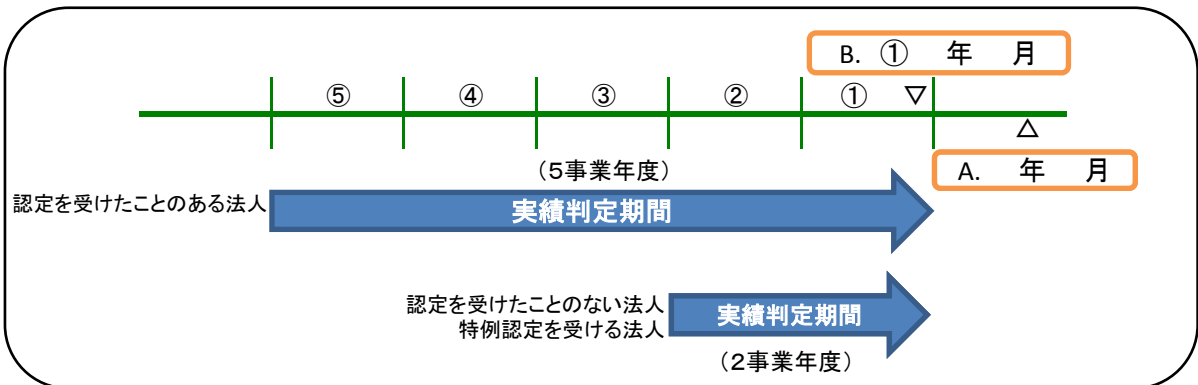 B. ① 年 月
⑤ ④ ③ ② ① ▽
△
A. 年 月
(5事業年度)
認定を受けたことのある法人
実績判定期間
認定を受けたことのない法人
特例認定を受ける法人
実績判定期間
(2事業年度)